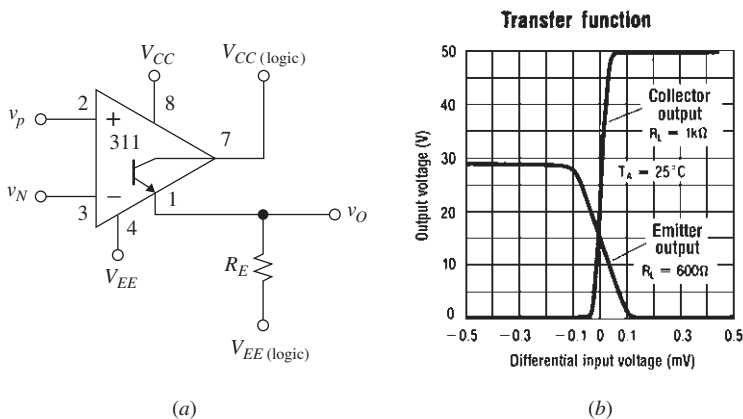 V_CC
V_CC (logic)
v_p
2
+
8
311
7
v_N
3
−
4
1
v_O
V_EE
R_E
V_EE (logic)
(a)
Transfer function
50
40
30
20
10
0
Output voltage (V)
Collector
output
R_L = 1kΩ
T_A = 25°C
Emitter
output
R_L = 600Ω
−0.5 −0.3 −0.1 0 0.1 0.3 0.5
Differential input voltage (mV)
(b)